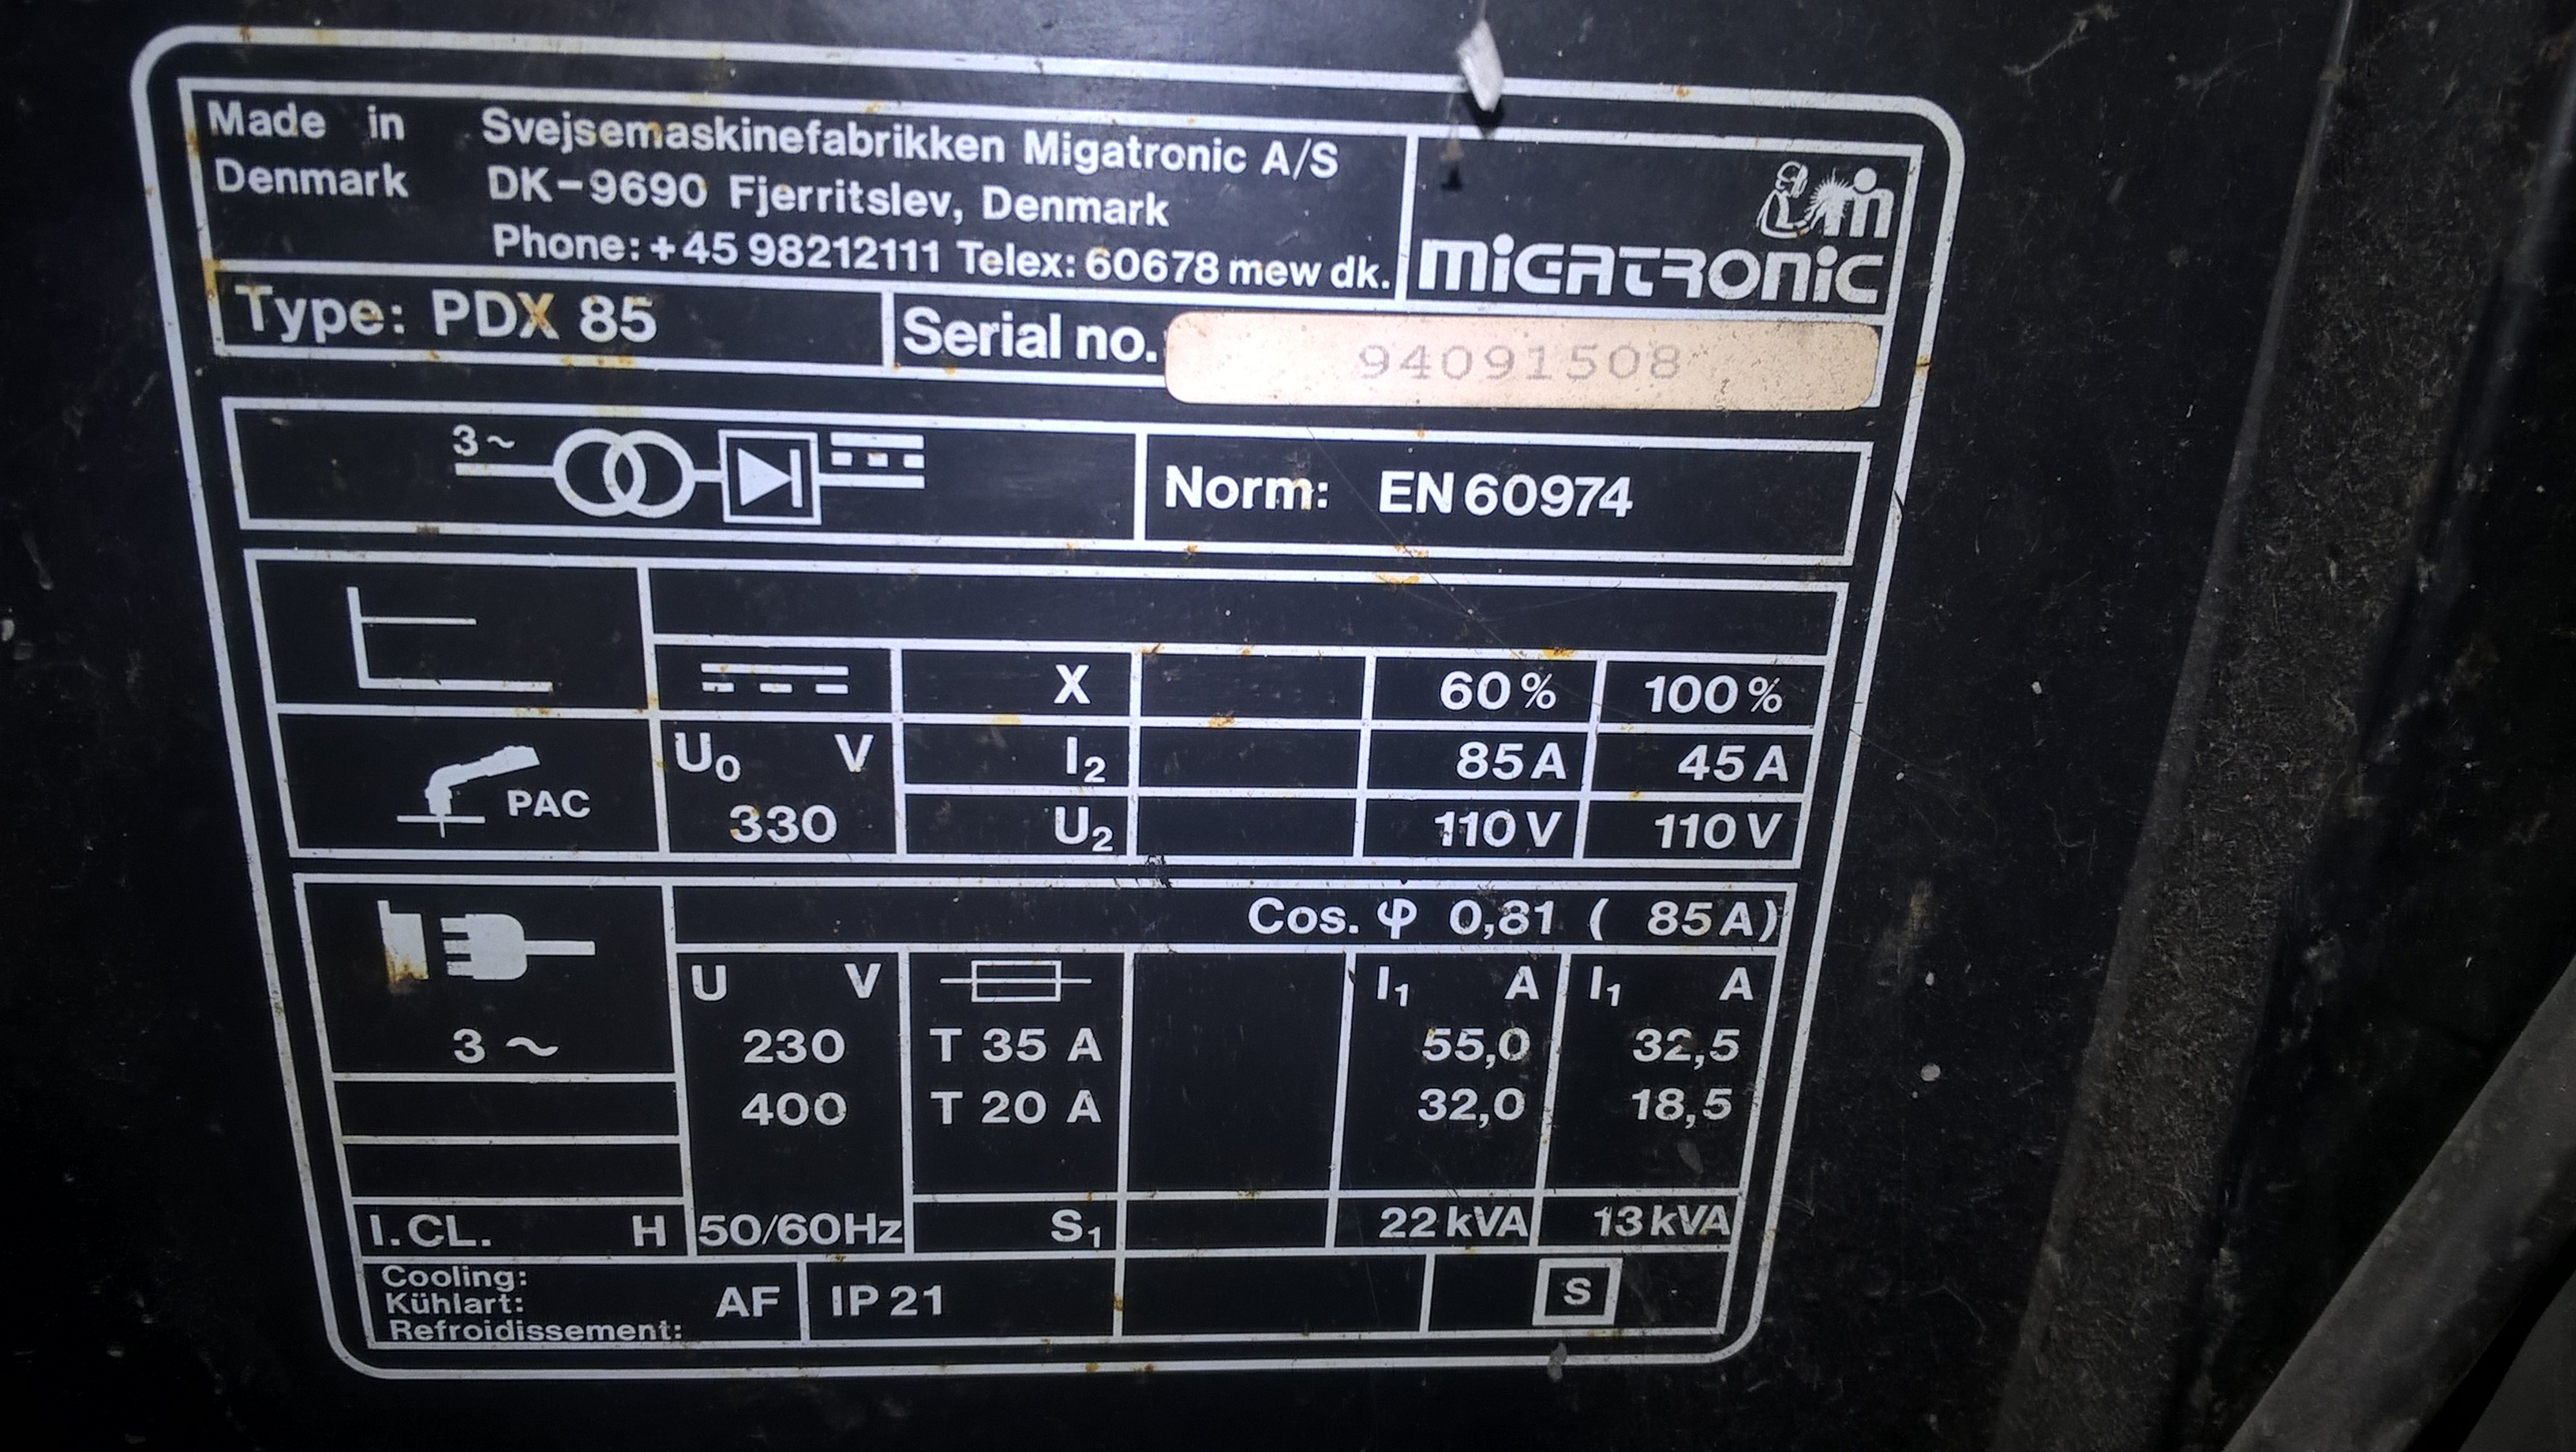 Made in Svejsemaskinefabrikken Migatronic A/S
Denmark DK-9690 Fjerritslev, Denmark
Phone: +45 98212111 Telex: 60678 mew dk.
MIGATRONIC
Type: PDX 85 Serial no. 94091508
3~ Norm: EN 60974
X 60% 100%
U0 V I2 85 A 45 A
PAC 330 U2 110 V 110 V
Cos. φ 0,81 ( 85 A)
U V I1 A I1 A
3~ 230 T 35 A 55,0 32,5
400 T 20 A 32,0 18,5
I.CL. H 50/60Hz S1 22 kVA 13 kVA
Cooling:
Kühlart: AF IP 21 S
Refroidissement: